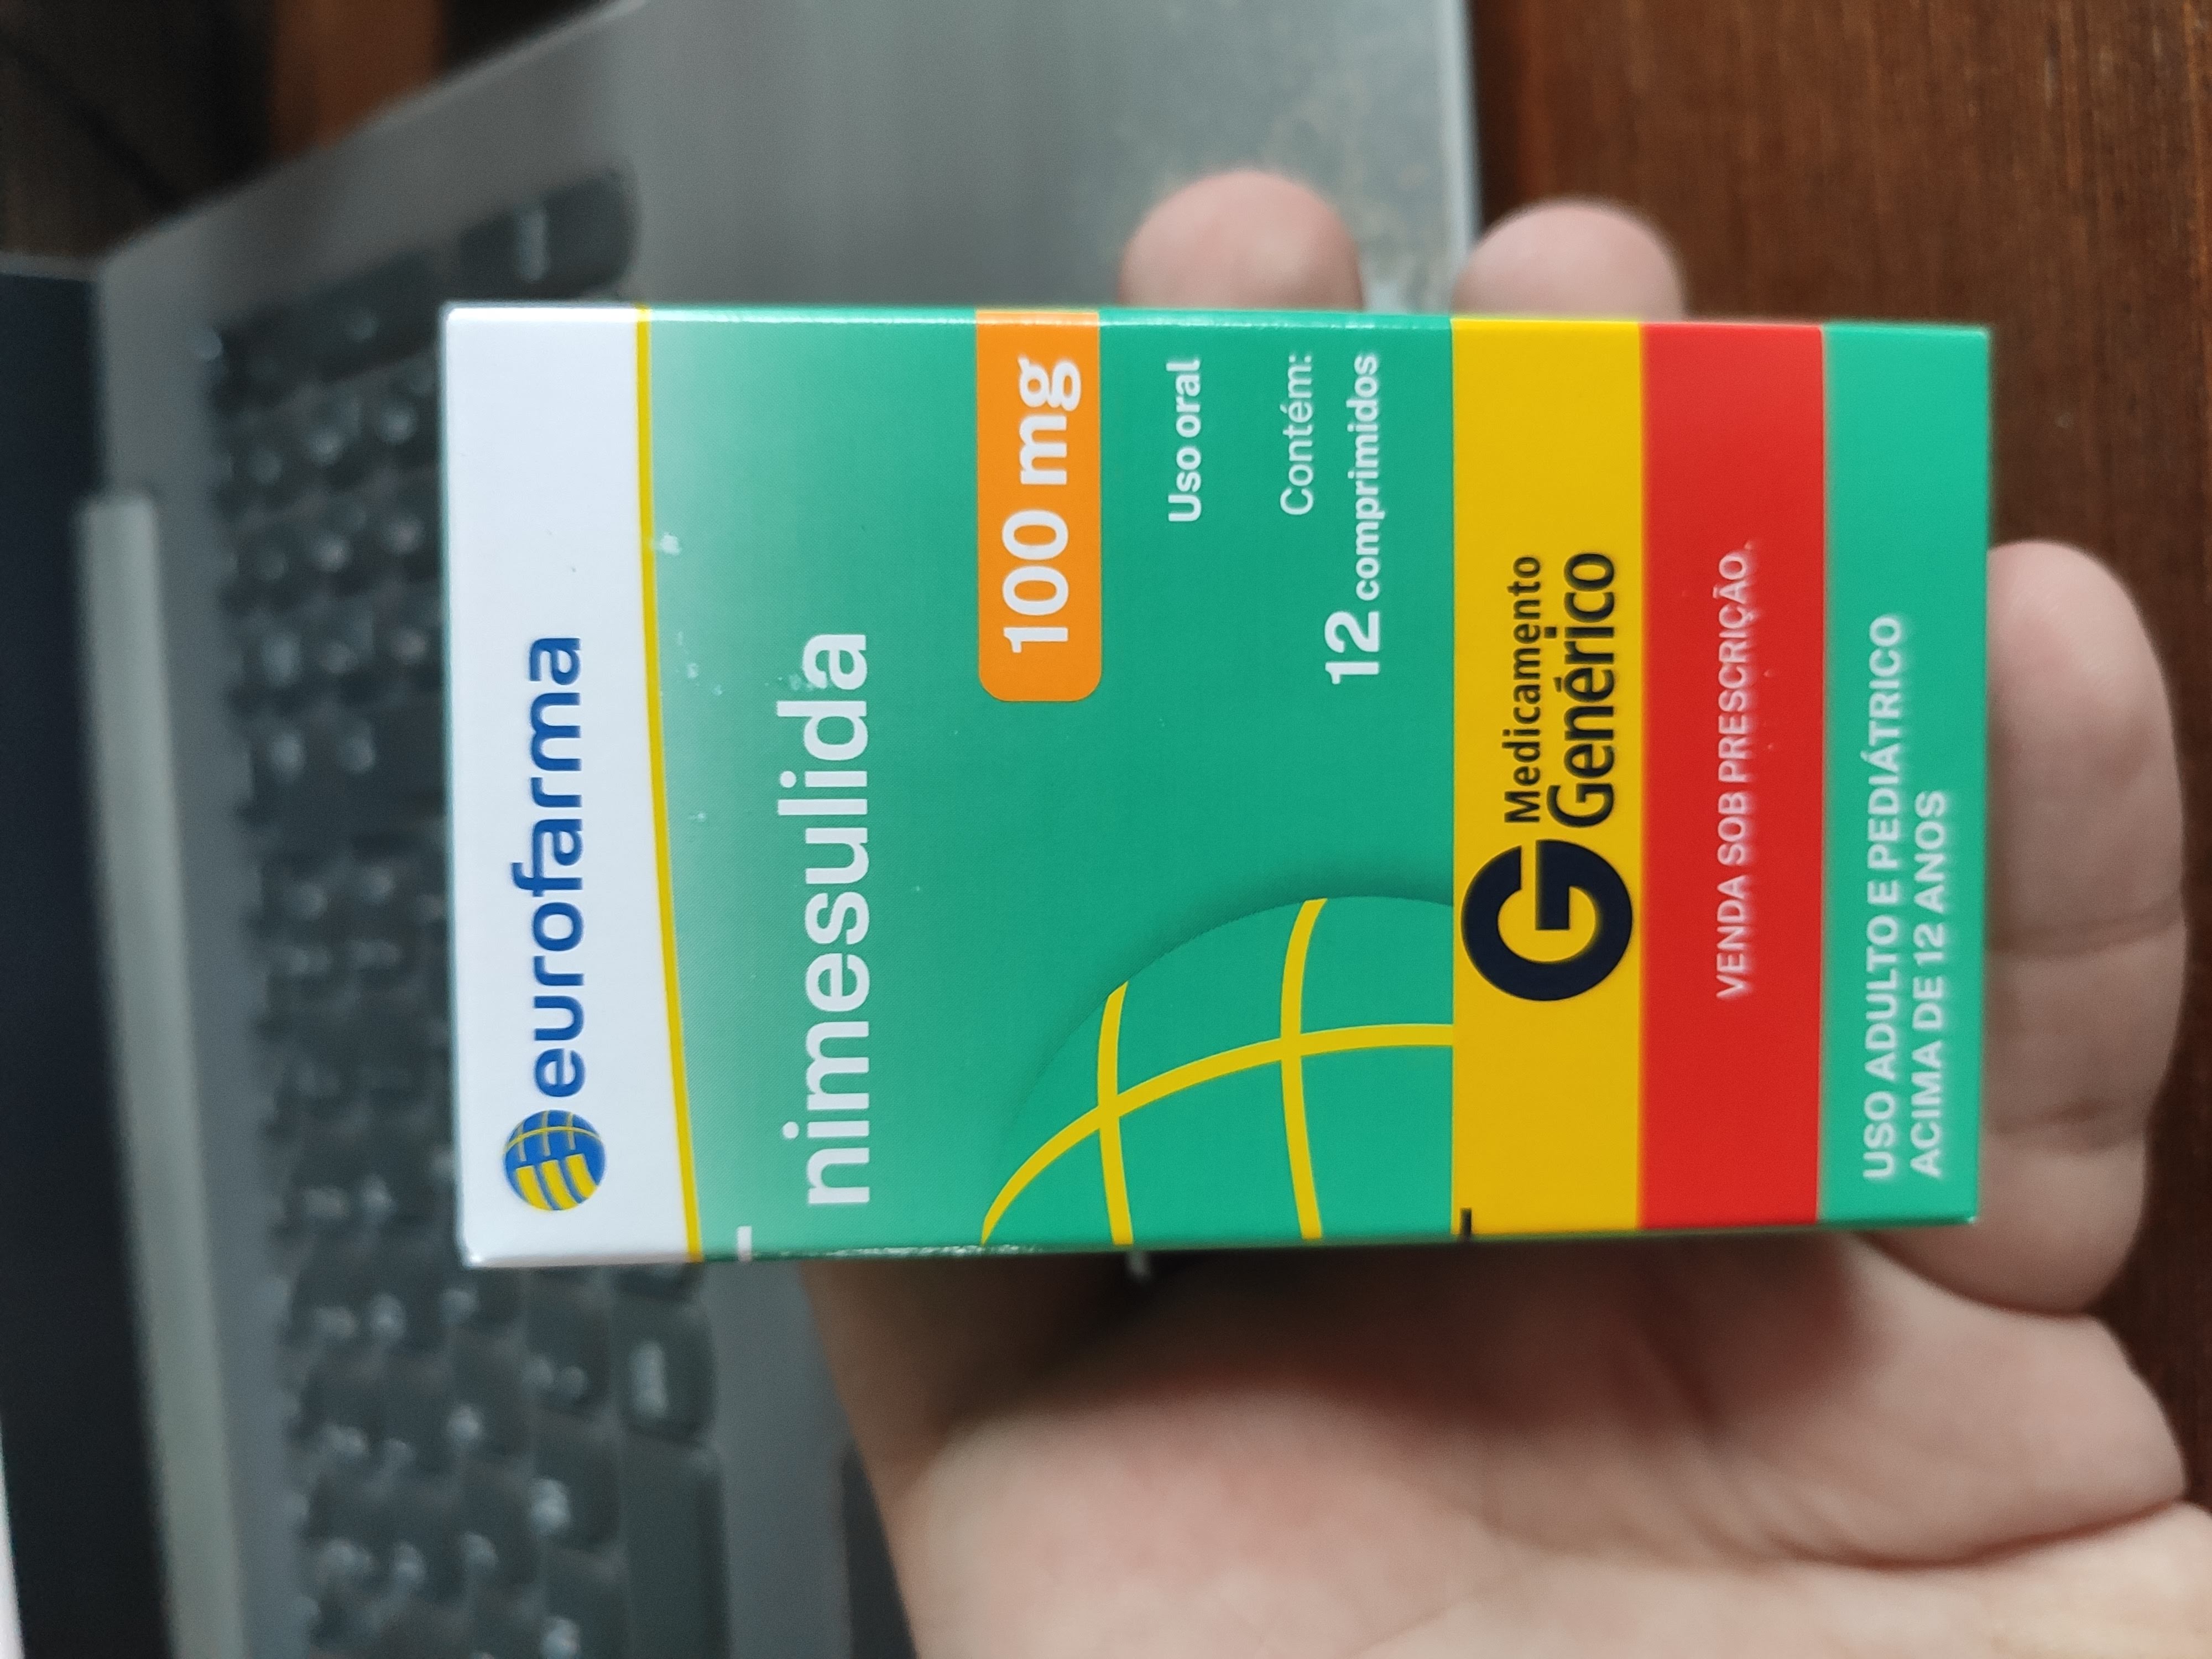 eurofarma
nimesulida
100 mg
Uso oral
Contém:
12 comprimidos
G Medicamento
Genérico
VENDA SOB PRESCRIÇÃO.
USO ADULTO E PEDIÁTRICO
ACIMA DE 12 ANOS